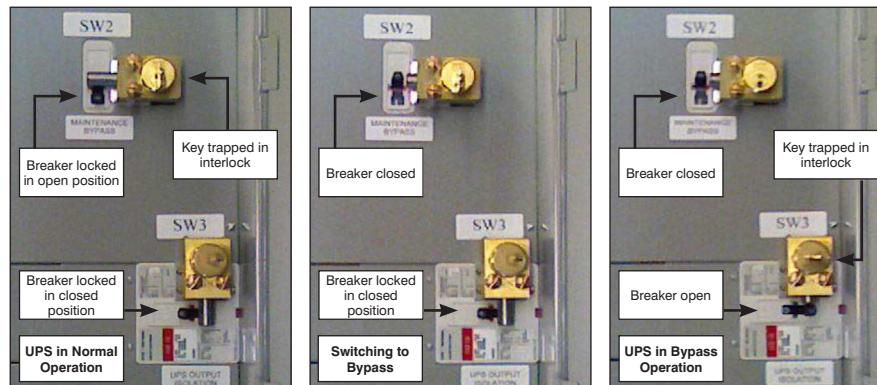 SW2
MAINTENANCE
BYPASS
Breaker locked
in open position
Key trapped in
interlock
SW3
Breaker locked
in closed
position
UPS in Normal
Operation
UPS OUTPUT
ISOLATION
SW2
MAINTENANCE
BYPASS
Breaker closed
SW3
Breaker locked
in closed
position
Switching to
Bypass
UPS OUTPUT
ISOLATION
SW2
MAINTENANCE
BYPASS
Breaker closed
Key trapped in
interlock
SW3
Breaker open
UPS in Bypass
Operation
UPS OUTPUT
ISOLATION